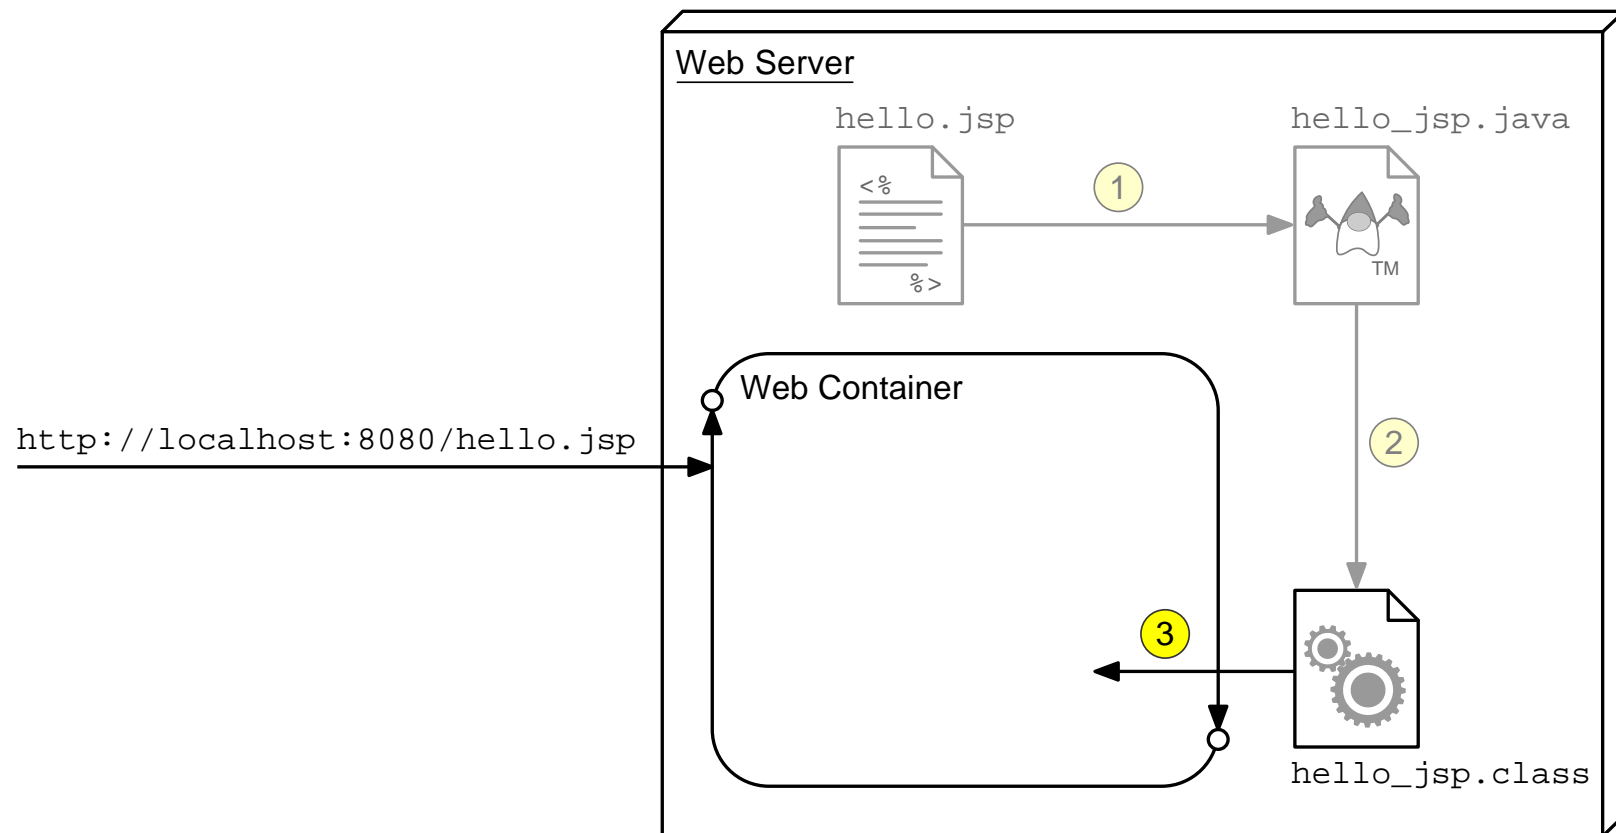 Web Server
hello.jsp
hello_jsp.java
<%
%>
1
TM
Web Container
http://localhost:8080/hello.jsp
2
3
hello_jsp.class